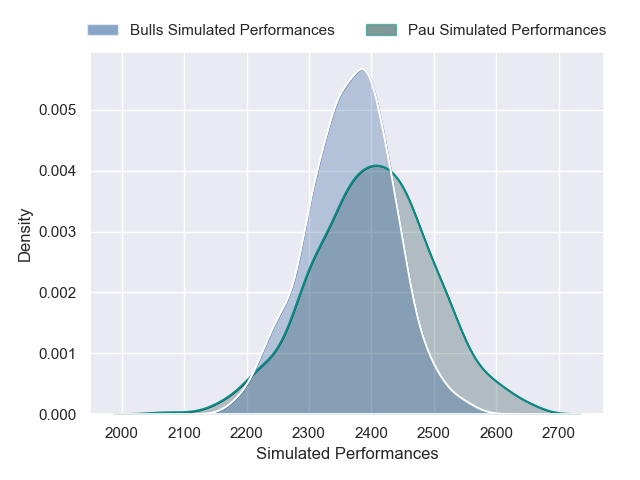 Bulls Simulated Performances Pau Simulated Performances
0.005
0.004
0.003
0.002
0.001
0.000
Density
2000 2100 2200 2300 2400 2500 2600 2700
Simulated Performances